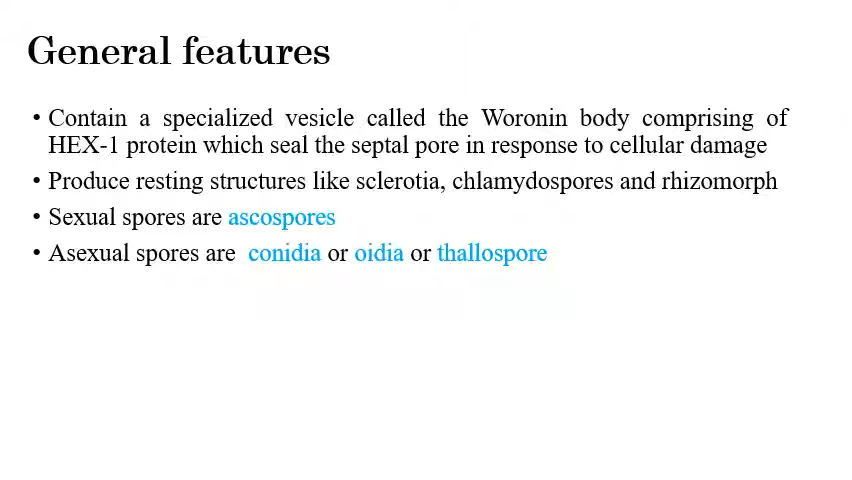 General features
• Contain a specialized vesicle called the Woronin body comprising of
HEX-1 protein which seal the septal pore in response to cellular damage
• Produce resting structures like sclerotia, chlamydospores and rhizomorph
• Sexual spores are ascospores
• Asexual spores are conidia or oidia or thallospore